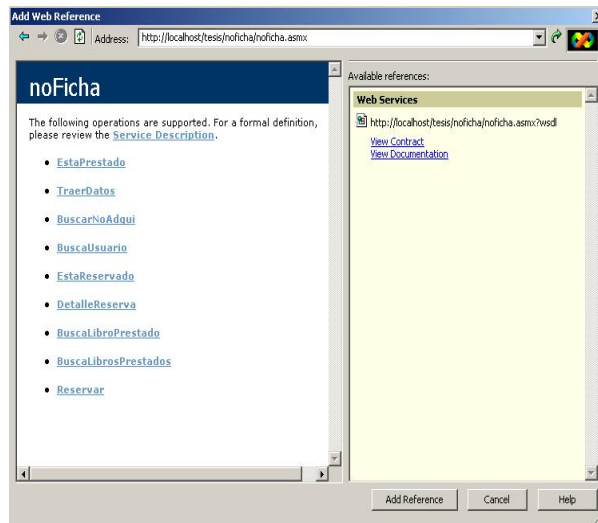 Add Web Reference
Address: http://localhost/tesis/noficha/noficha.asmx
noFicha
The following operations are supported. For a formal definition,
please review the Service Description.
EstaPrestado
TraerDatos
BuscarNoAdqui
BuscaUsuario
EstaReservado
DetalleReserva
BuscaLibroPrestado
BuscaLibrosPrestados
Reservar
Available references:
Web Services
http://localhost/tesis/noficha/noficha.asmx?wsdl
View Contract
View Documentation
Add Reference
Cancel
Help